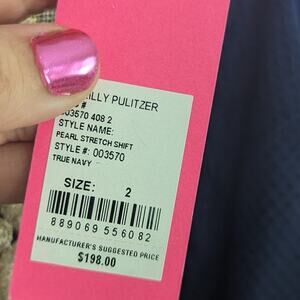 LILLY PULITZER
#
003570 408 2
STYLE NAME:
PEARL STRETCH SHIFT
STYLE #: 003570
TRUE NAVY
SIZE: 2
889069 556082
MANUFACTURER'S SUGGESTED PRICE
$198.00